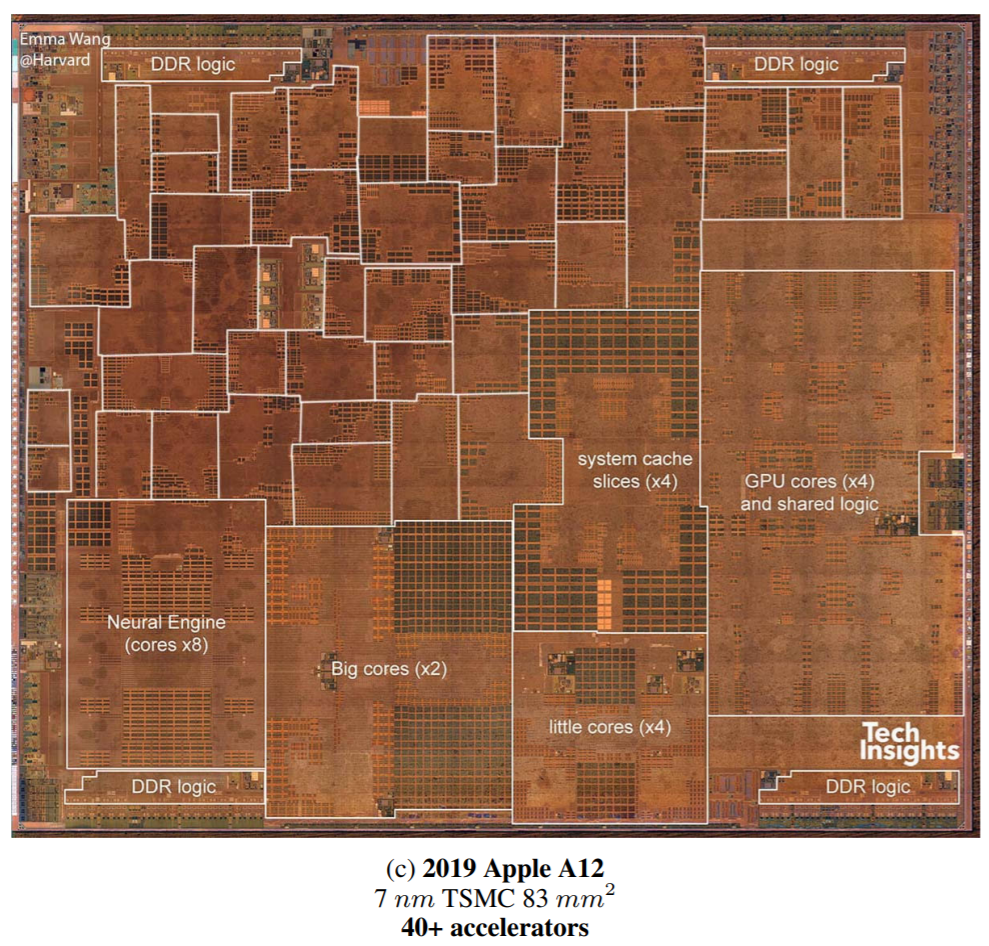 Emma Wang
@Harvard
DDR logic
DDR logic
system cache
slices (x4)
GPU cores (x4)
and shared logic
Neural Engine
(cores x8)
Big cores (x2)
little cores (x4)
Tech
Insights
DDR logic
DDR logic
(c) 2019 Apple A12
7 nm TSMC 83 mm²
40+ accelerators